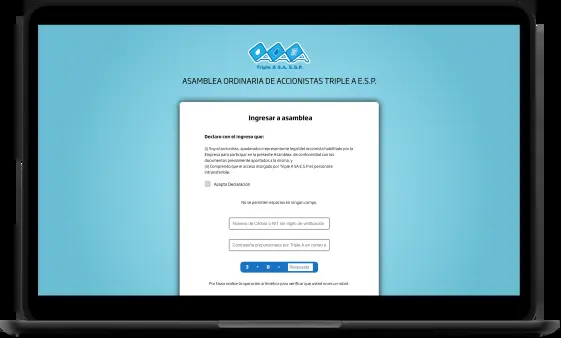 Triple A S.A. E.S.P.
ASAMBLEA ORDINARIA DE ACCIONISTAS TRIPLE A E.S.P.
Ingresar a asamblea
Declaro con el ingreso que:
(i) Soy el accionista, apoderado o representante legal del accionista habilitado por la
Empresa para participar en la presente Asamblea, de conformidad con los
documentos previamente aportados a la misma, y
(ii) Comprendo que el acceso otorgado por Triple A SA E.S.P es personal e
intransferible.
Acepto Declaración
No se permiten espacios en ningún campo.
Número de Cédula o NIT sin dígito de verificación
Contraseña proporcionada por Triple A en correo
Respuesta
Por favor realice la operación aritmética para verificar que usted no es un robot